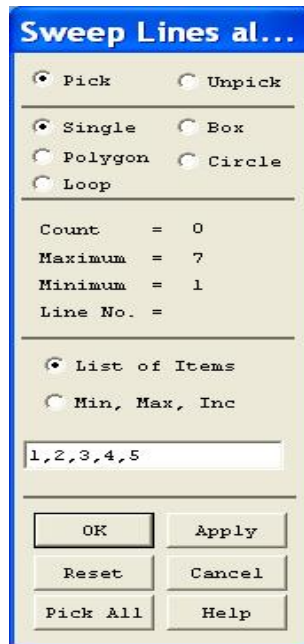 Sweep Lines al...
Pick Unpick
Single Box
Polygon Circle
Loop
Count = 0
Maximum = 7
Minimum = 1
Line No. =
List of Items
Min, Max, Inc
1,2,3,4,5
OK Apply
Reset Cancel
Pick All Help